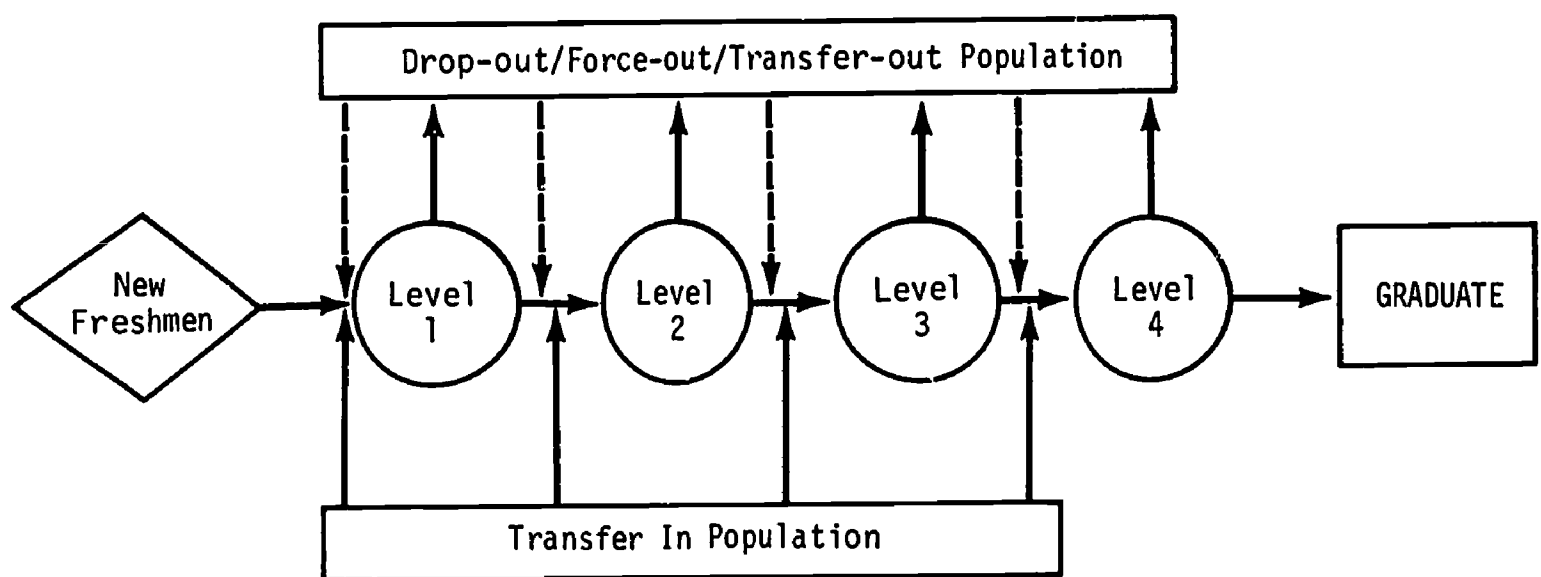 Drop-out/Force-out/Transfer-out Population
New
Freshmen
Level
1
Level
2
Level
3
Level
4
GRADUATE
Transfer In Population